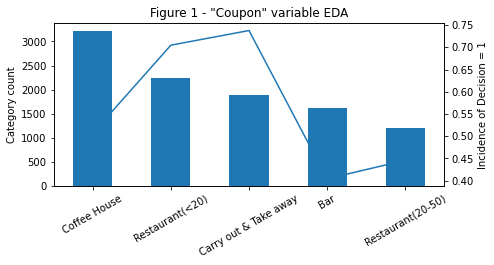 Figure 1 - "Coupon" variable EDA
Category count
3000
2500
2000
1500
1000
500
0
0.75
0.70
0.65
0.60
0.55
0.50
0.45
0.40
Incidence of Decision = 1
Coffee House
Restaurant(<20)
Carry out & Take away
Bar
Restaurant(20-50)